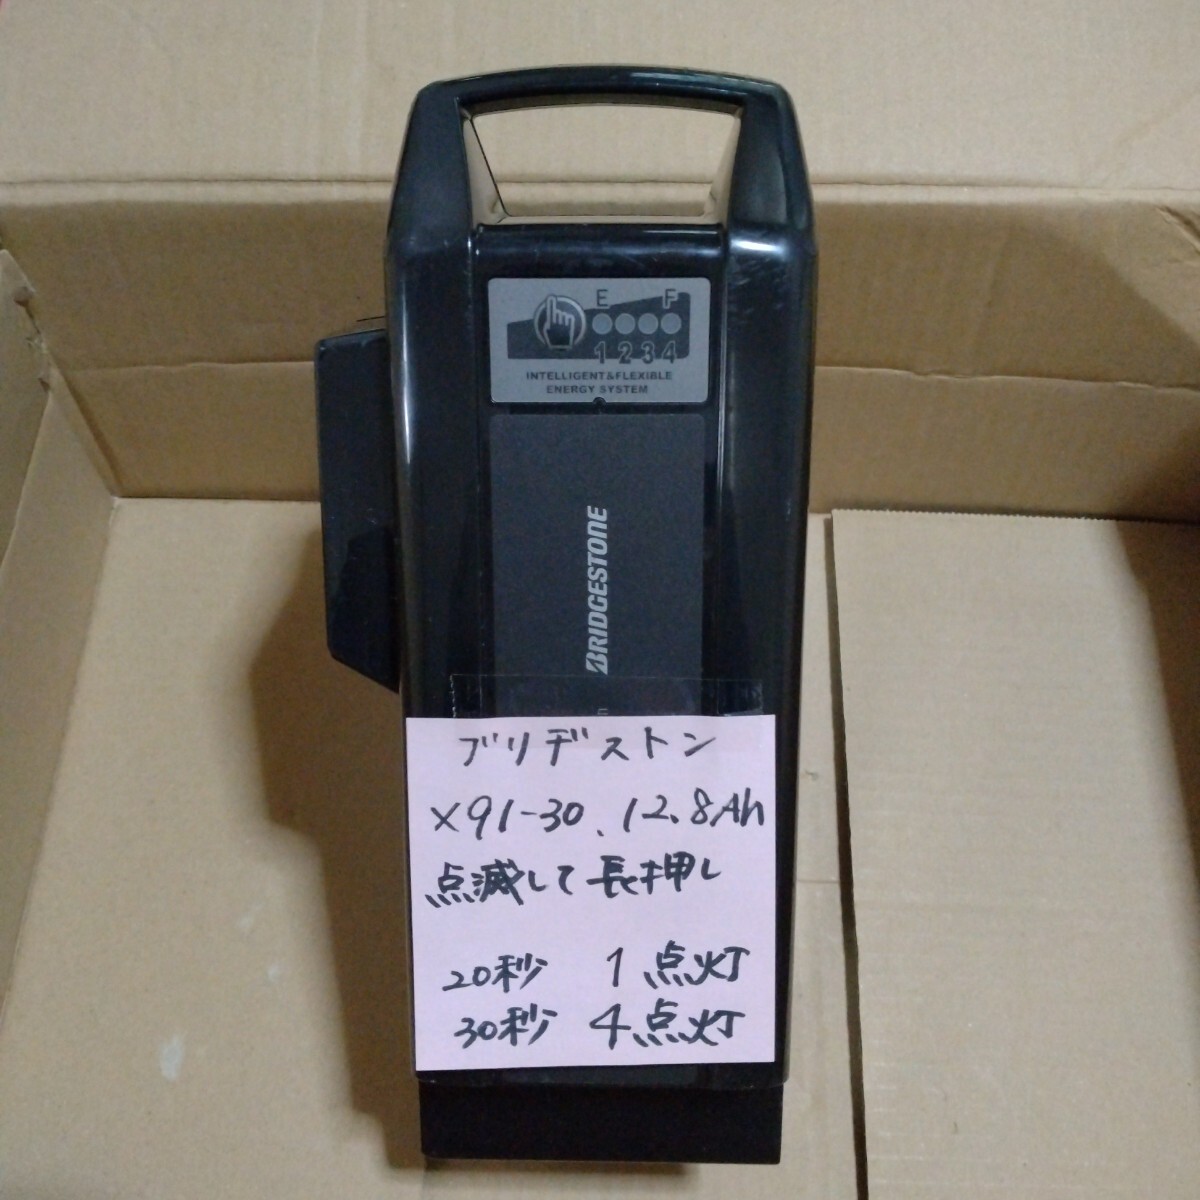 E F
1 2 3 4
INTELLIGENT&FLEXIBLE
ENERGY SYSTEM
BRIDGESTONE
ブリヂストン
X91-30、12.8Ah
点滅して長押し
20秒 1点灯
30秒 4点灯